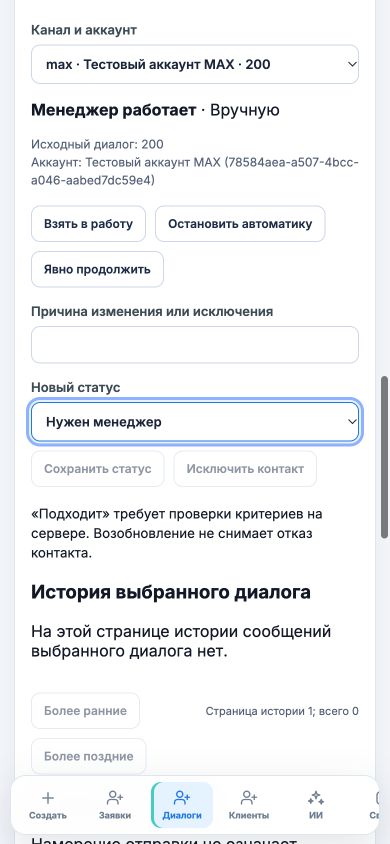 Канал и аккаунт
max · Тестовый аккаунт MAX · 200
Менеджер работает · Вручную
Исходный диалог: 200
Аккаунт: Тестовый аккаунт MAX (78584aea-a507-4bcc-
a046-aabed7dc59e4)
Взять в работу
Остановить автоматику
Явно продолжить
Причина изменения или исключения
Новый статус
Нужен менеджер
Сохранить статус
Исключить контакт
«Подходит» требует проверки критериев на
сервере. Возобновление не снимает отказ
контакта.
История выбранного диалога
На этой странице истории сообщений
выбранного диалога нет.
Более ранние
Страница истории 1; всего 0
Более поздние
Создать
Заявки
Диалоги
Клиенты
ИИ